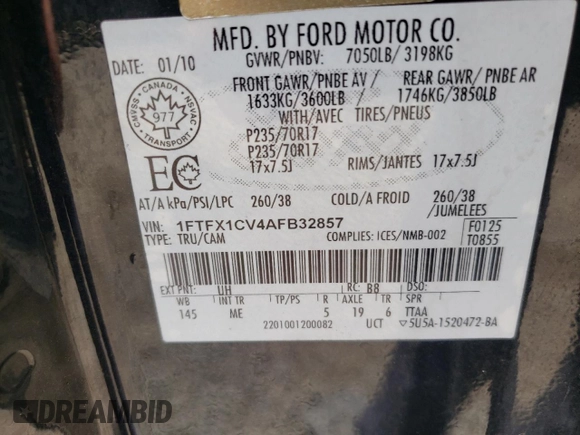 MFD. BY FORD MOTOR CO.
DATE: 01/10
GVWR/PNBV: 7050LB/ 3198KG
FRONT GAWR/PNBE AV / REAR GAWR/ PNBE AR
1633KG/3600LB 1746KG/3850LB
WITH/AVEC TIRES/PNEUS
P235/70R17
P235/70R17
17x7.5J RIMS/JANTES 17x7.5J
CMVSS · CANADA · NSVAC
977
TRANSPORT
EC
AT/A kPa/PSI/LPC 260/38 COLD/A FROID 260/38
/JUMELEES
VIN: 1FTFX1CV4AFB32857
TYPE: TRU/CAM COMPLIES: ICES/NMB-002
F0125
T0855
EXT PNT: UH RC: B8 DSO:
WB INT TR TP/PS R AXLE TR SPR
145 ME 5 19 6 TTAA
2201001200082 UCT ▽5U5A-1520472-BA
DREAMBID